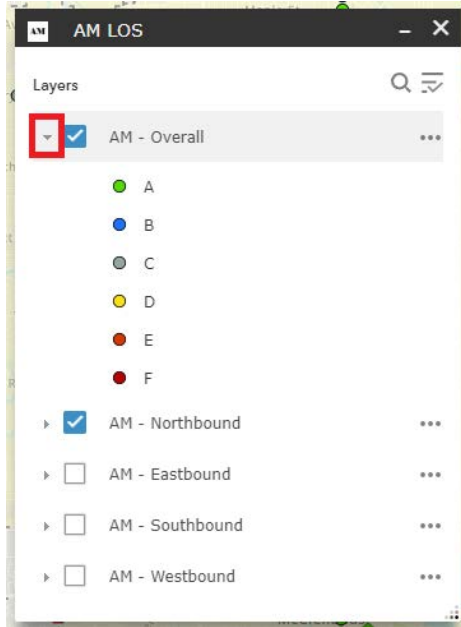 AM AM LOS
Layers
AM - Overall
A
B
C
D
E
F
AM - Northbound
AM - Eastbound
AM - Southbound
AM - Westbound